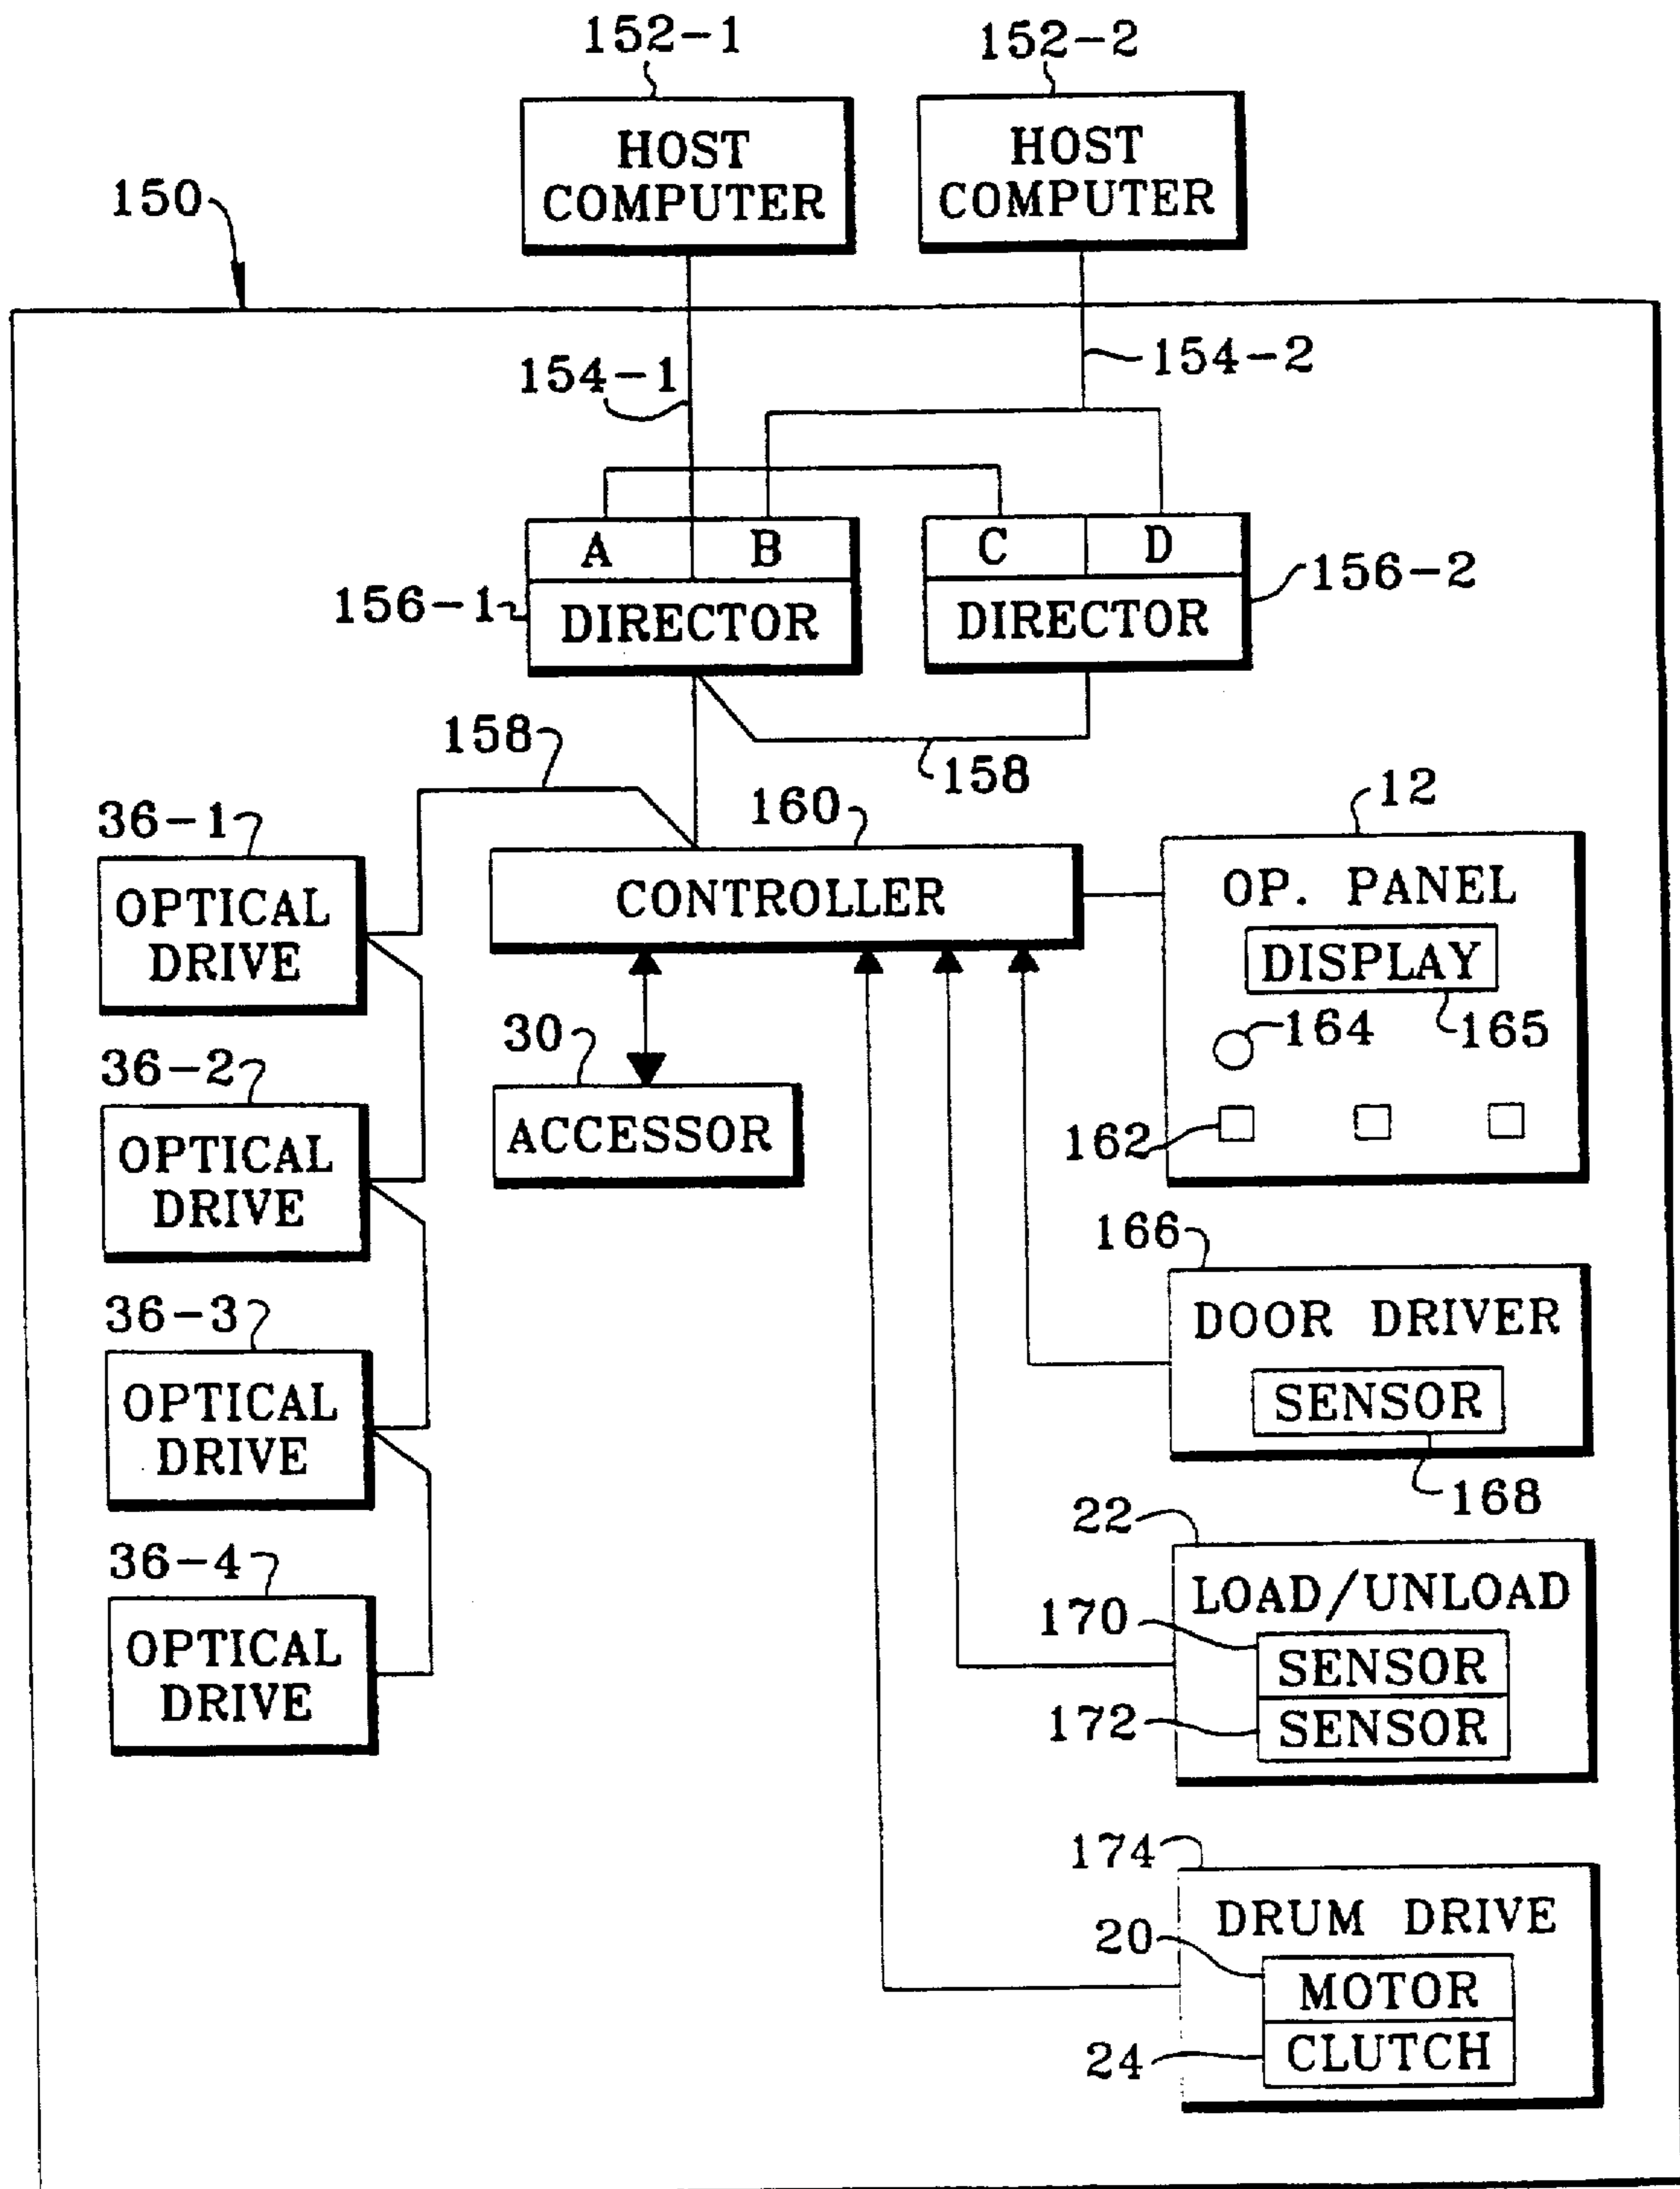 152-1
152-2
HOST
COMPUTER
HOST
COMPUTER
150
154-1
154-2
A
B
C
D
156-1
DIRECTOR
DIRECTOR
156-2
158
158
160
12
36-1
OPTICAL
DRIVE
CONTROLLER
OP. PANEL
DISPLAY
164
165
162
30
ACCESSOR
36-2
OPTICAL
DRIVE
166
DOOR DRIVER
SENSOR
168
36-3
OPTICAL
DRIVE
22
LOAD/UNLOAD
170
SENSOR
172
SENSOR
36-4
OPTICAL
DRIVE
174
DRUM DRIVE
20
MOTOR
24
CLUTCH